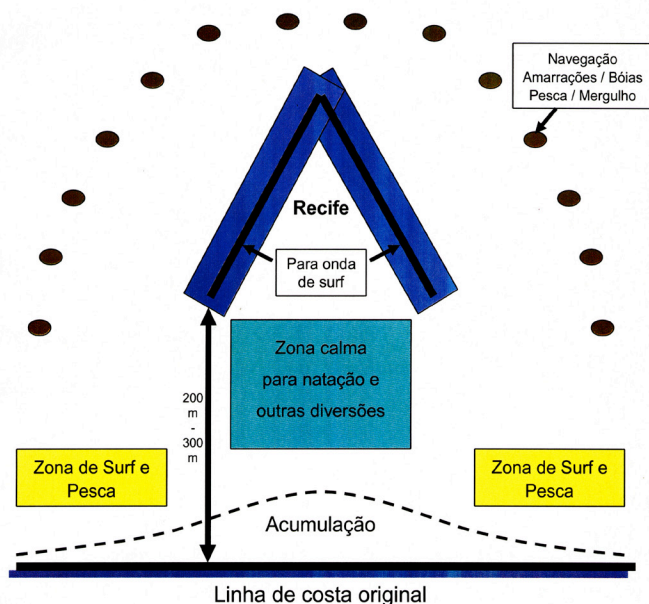 Navegação
Amarrações / Bóias
Pesca / Mergulho
Recife
Para onda
de surf
Zona calma
para natação e
outras diversões
200
m
-
300
m
Zona de Surf e
Pesca
Zona de Surf e
Pesca
Acumulação
Linha de costa original